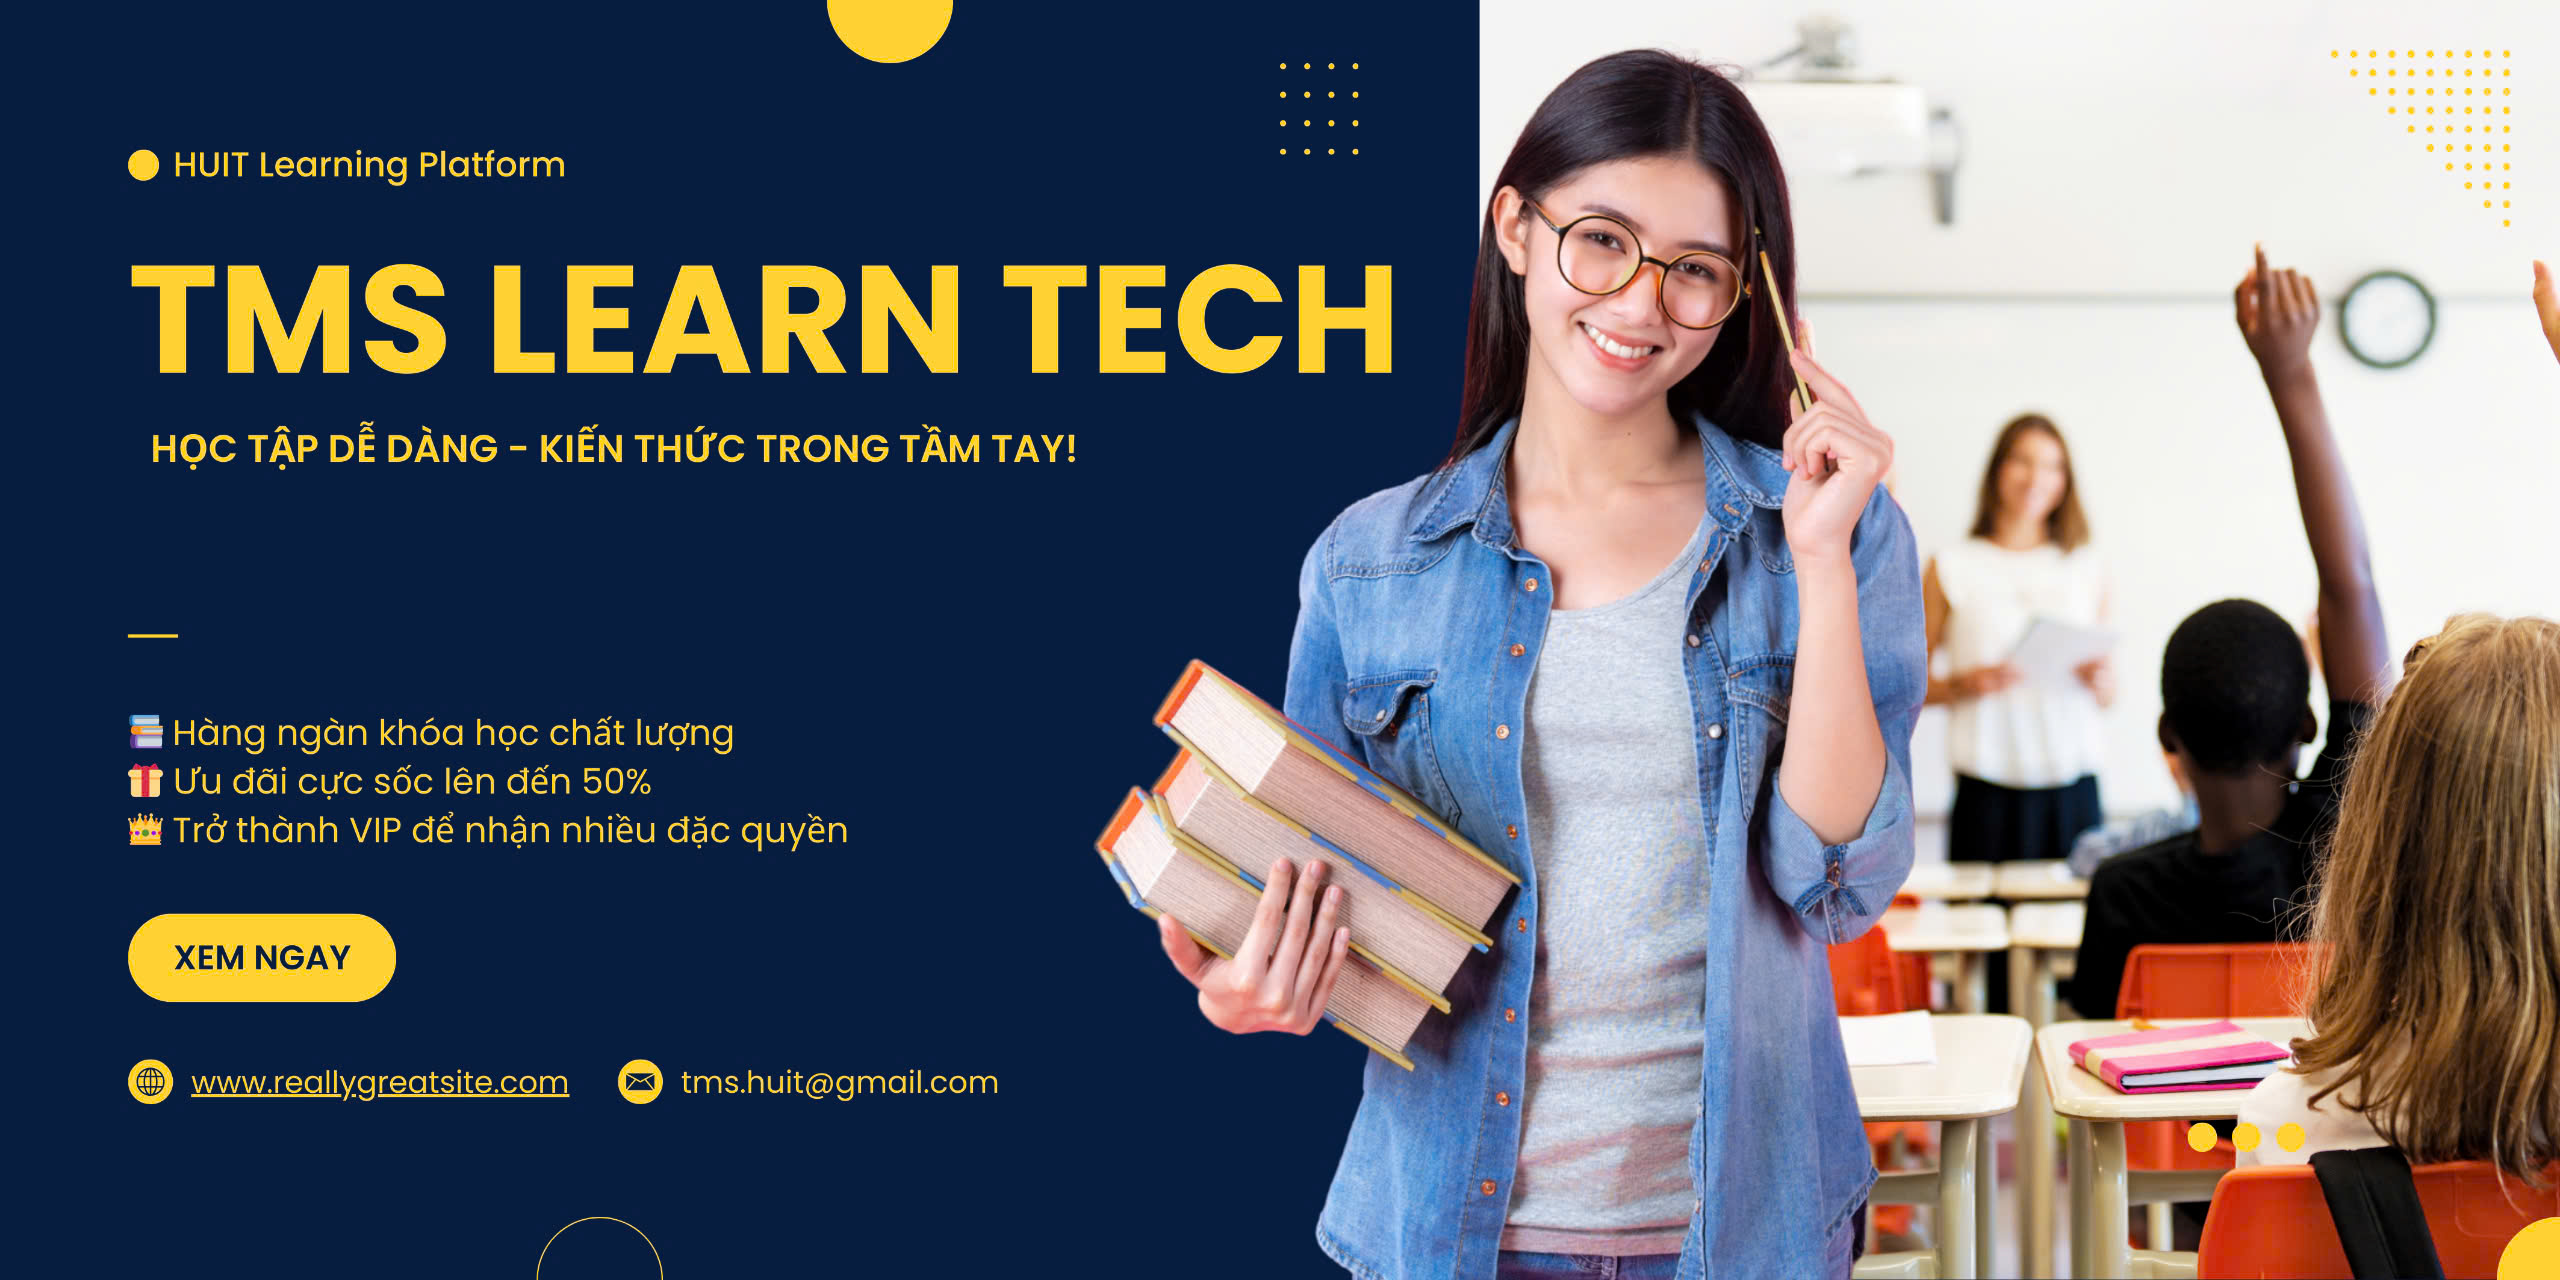 HUIT Learning Platform
TMS LEARN TECH
HỌC TẬP DỄ DÀNG - KIẾN THỨC TRONG TẦM TAY!
📚 Hàng ngàn khóa học chất lượng
🎁 Ưu đãi cực sốc lên đến 50%
👑 Trở thành VIP để nhận nhiều đặc quyền
XEM NGAY
www.reallygreatsite.com
tms.huit@gmail.com